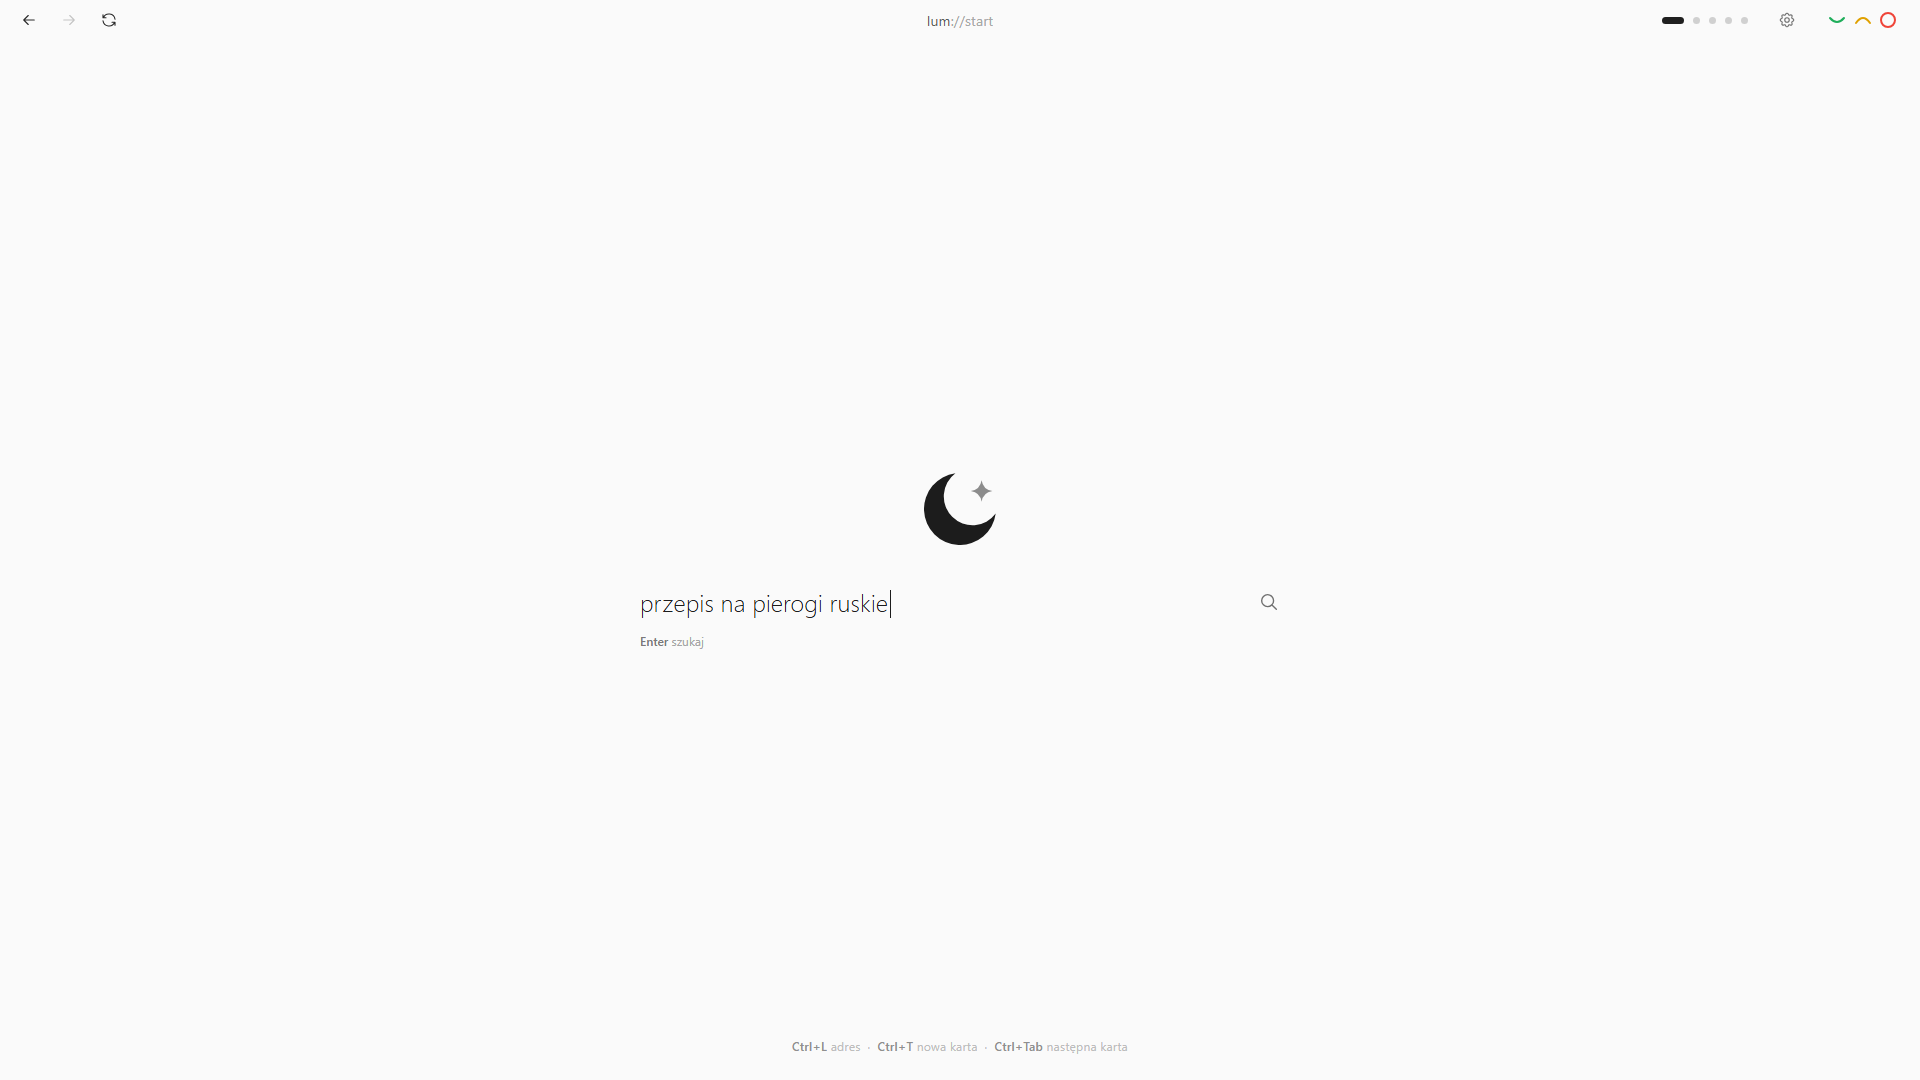 lum://start
przepis na pierogi ruskie
Enter szukaj
Ctrl+L adres · Ctrl+T nowa karta · Ctrl+Tab następna karta